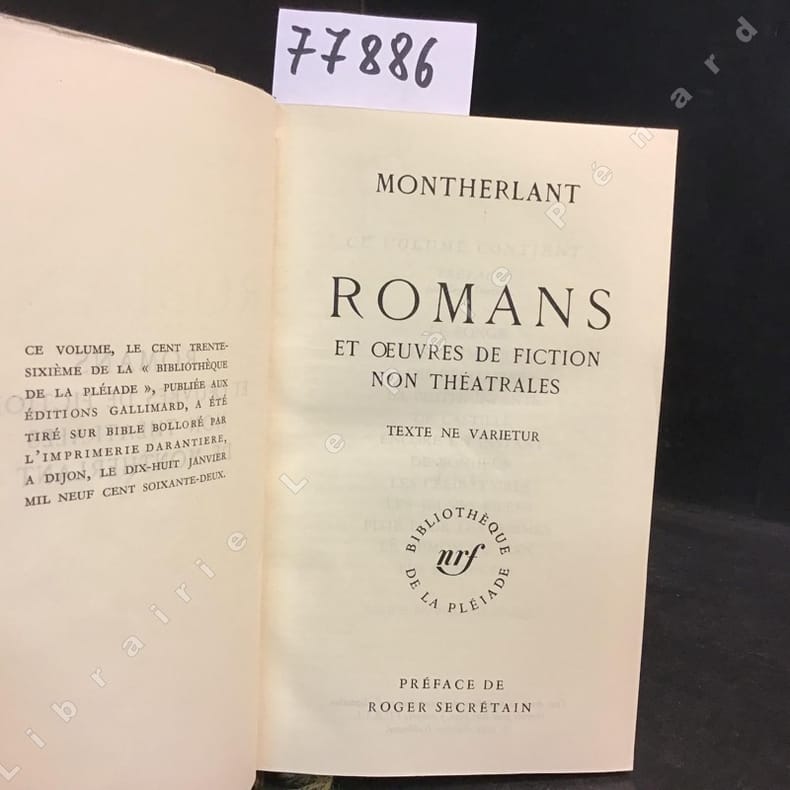 77886
CE VOLUME, LE CENT TRENTE-
SIXIÈME DE LA « BIBLIOTHÈQUE
DE LA PLÉIADE », PUBLIÉE AUX
ÉDITIONS GALLIMARD, A ÉTÉ
TIRÉ SUR BIBLE BOLLORÉ PAR
L'IMPRIMERIE DARANTIERE,
A DIJON, LE DIX-HUIT JANVIER
MIL NEUF CENT SOIXANTE-DEUX.
MONTHERLANT
ROMANS
ET ŒUVRES DE FICTION
NON THÉATRALES
TEXTE NE VARIETUR
BIBLIOTHÈQUE
nrf
DE LA PLÉIADE
PRÉFACE DE
ROGER SECRÉTAIN
Librairie Le Père Pénard